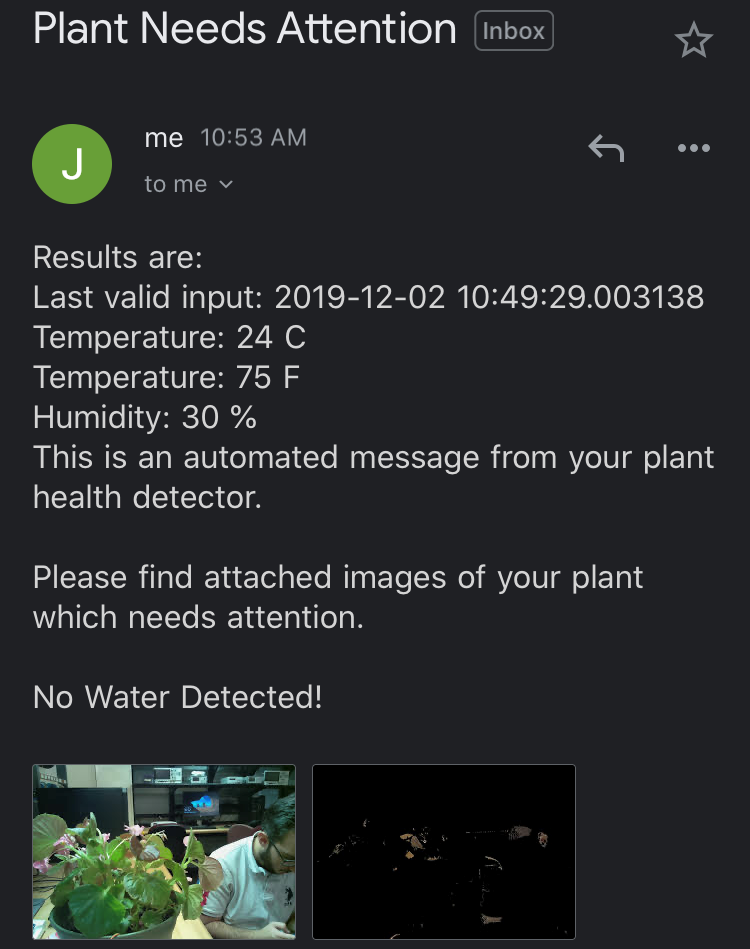 Plant Needs Attention Inbox
J
me 10:53 AM
to me
Results are:
Last valid input: 2019-12-02 10:49:29.003138
Temperature: 24 C
Temperature: 75 F
Humidity: 30 %
This is an automated message from your plant
health detector.
Please find attached images of your plant
which needs attention.
No Water Detected!